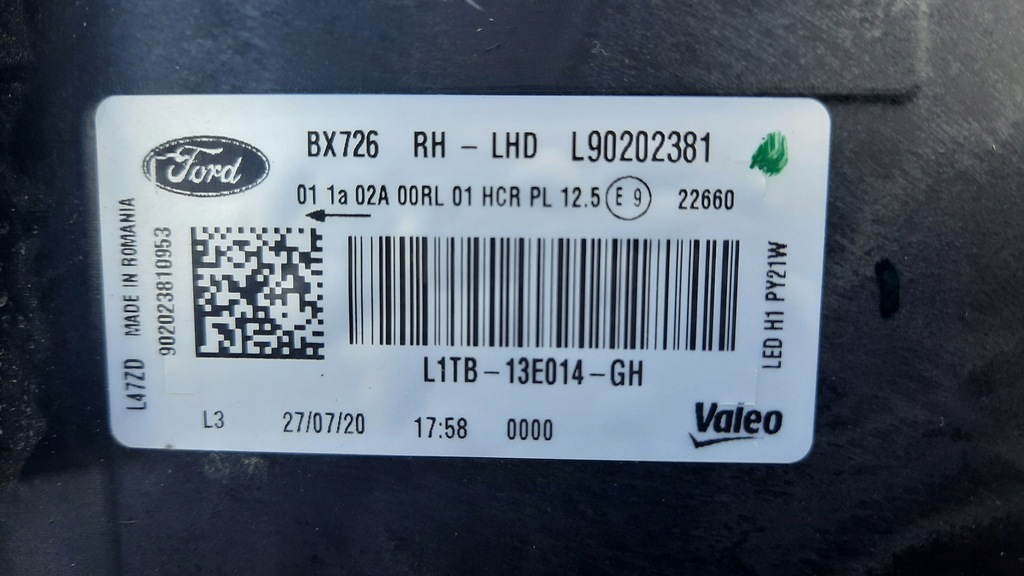 Ford
BX726 RH - LHD L90202381
01 1a 02A 00RL 01 HCR PL 12.5 E 9 22660
L47ZD MADE IN ROMANIA
902023810953
LED H1 PY21W
L1TB-13E014-GH
L3 27/07/20 17:58 0000
Valeo